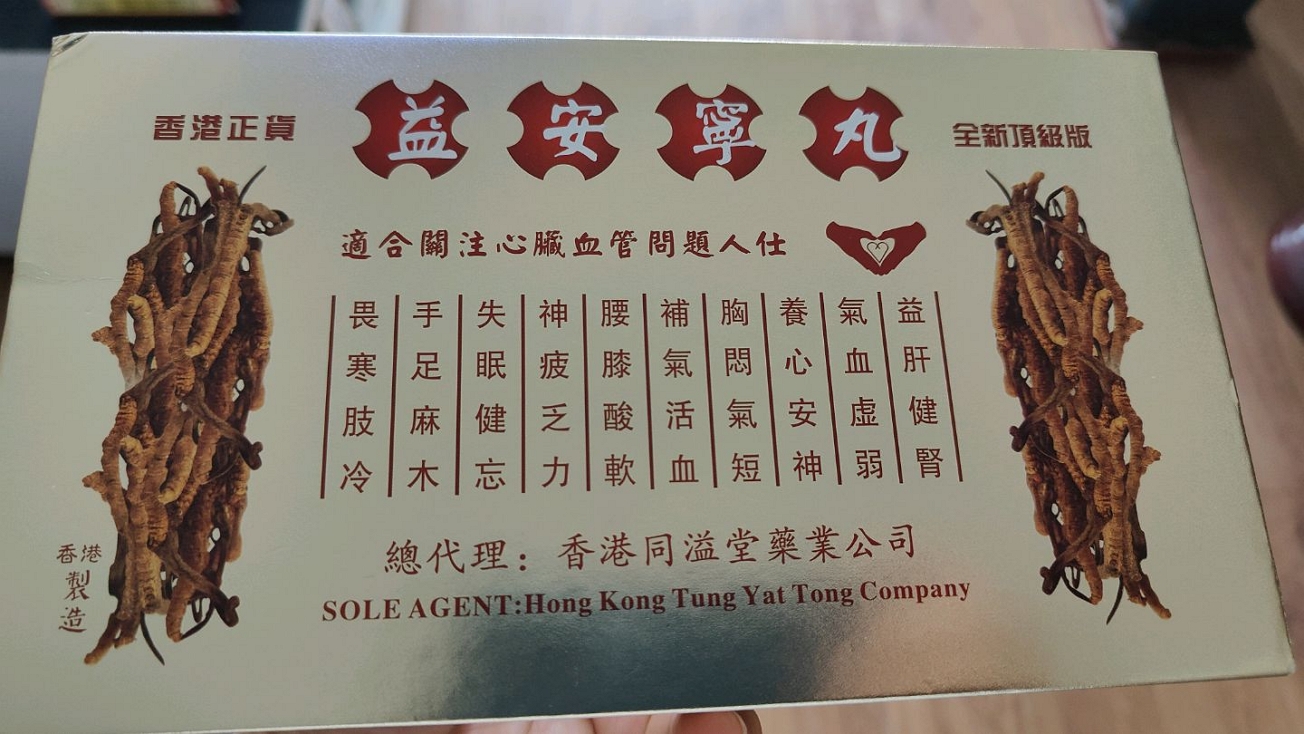 香港正貨
益安寧丸
全新頂級版
適合關注心臟血管問題人仕
益肝健腎
氣血虛弱
養心安神
胸悶氣短
補氣活血
腰膝酸軟
神疲乏力
失眠健忘
手足麻木
畏寒肢冷
香港
製造
總代理：香港同溢堂藥業公司
SOLE AGENT:Hong Kong Tung Yat Tong Company